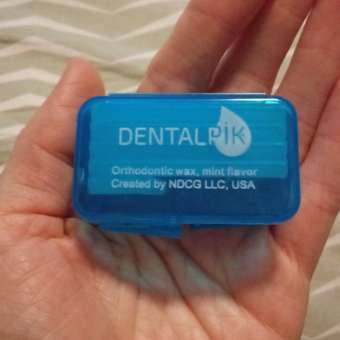 DENTALPIK
Orthodontic wax, mint flavor
Created by NDCG LLC, USA